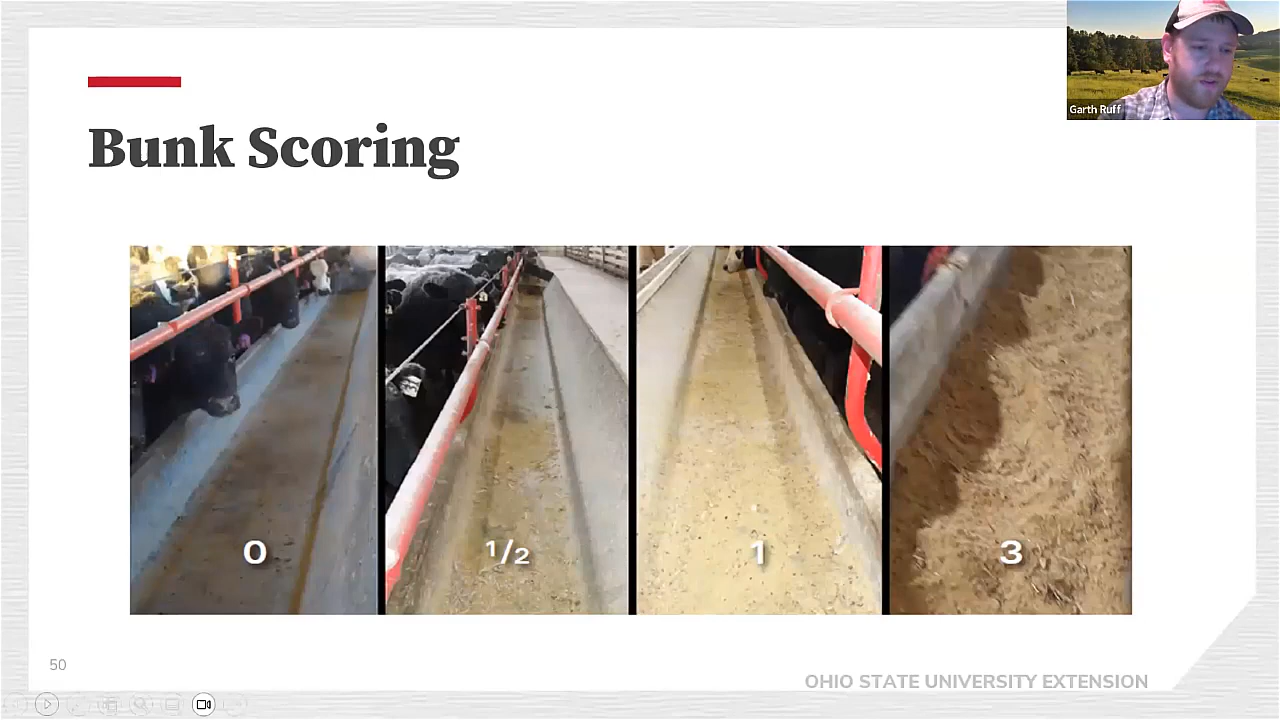 Garth Ruff
Bunk Scoring
0
1/2
1
3
50
OHIO STATE UNIVERSITY EXTENSION